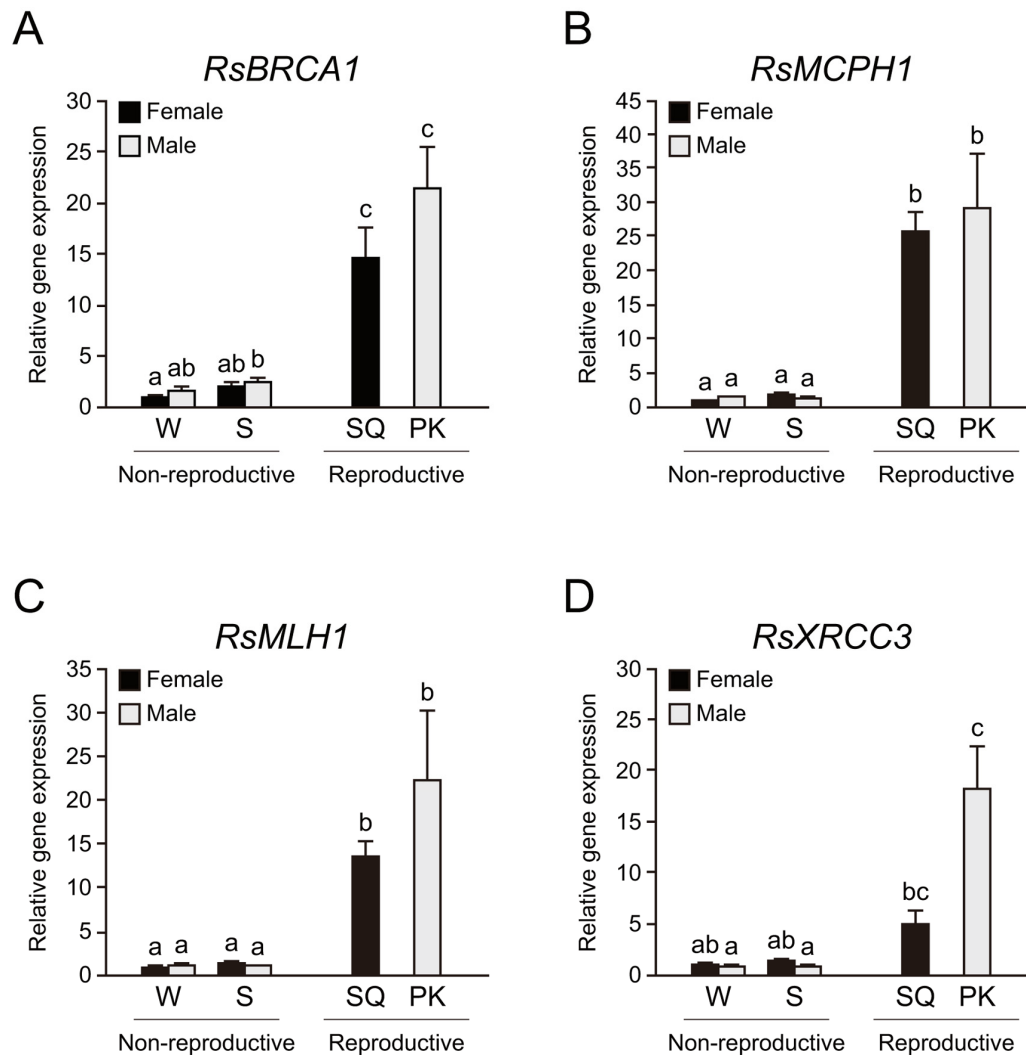 A
RsBRCA1
Female
Male
Relative gene expression
30
25
20
15
10
5
0
a
ab
ab
b
c
c
W
S
SQ
PK
Non-reproductive
Reproductive
B
RsMCPH1
Female
Male
Relative gene expression
45
40
35
30
25
20
15
10
5
0
a
a
a
a
b
b
W
S
SQ
PK
Non-reproductive
Reproductive
C
RsMLH1
Female
Male
Relative gene expression
35
30
25
20
15
10
5
0
a
a
a
a
b
b
W
S
SQ
PK
Non-reproductive
Reproductive
D
RsXRCC3
Female
Male
Relative gene expression
30
25
20
15
10
5
0
ab
a
ab
a
bc
c
W
S
SQ
PK
Non-reproductive
Reproductive